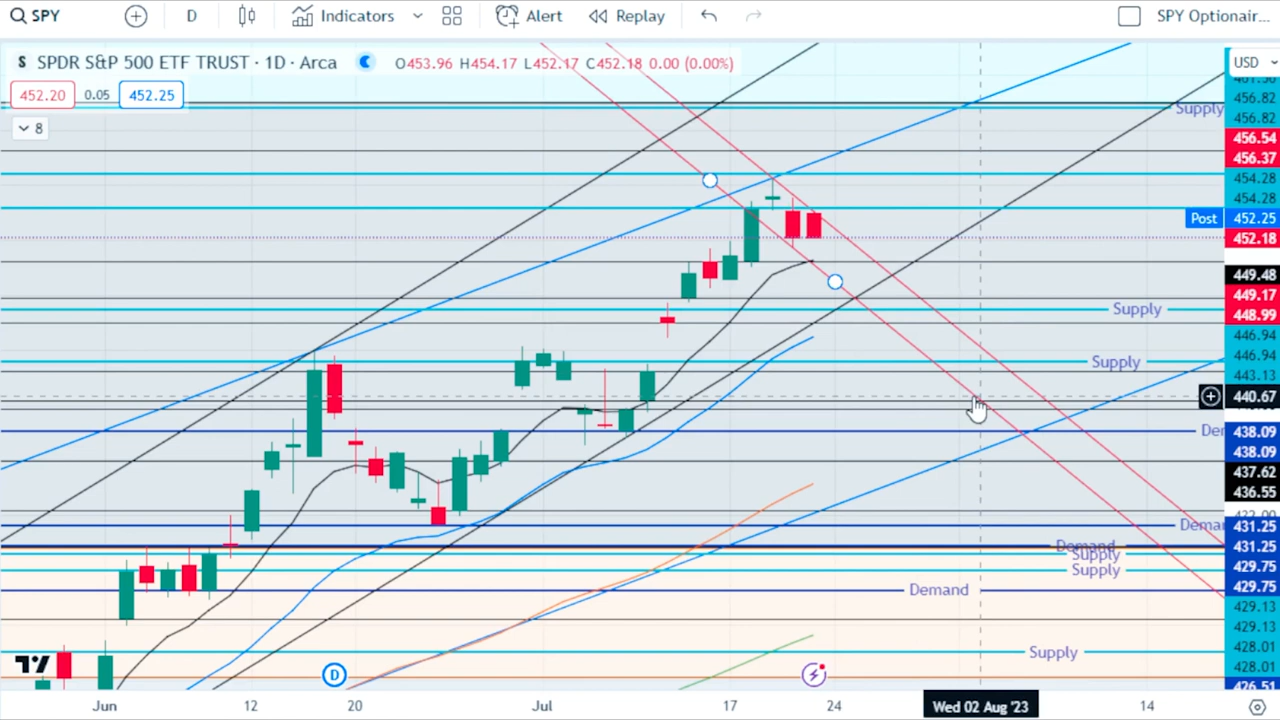 SPY D Indicators Alert Replay SPY Optionair...
S SPDR S&P 500 ETF TRUST · 1D · Arca O453.96 H454.17 L452.17 C452.18 0.00 (0.00%) USD
452.20 0.05 452.25
8
456.82
Supply
456.82
456.54
456.37
454.28
454.28
Post 452.25
452.18
449.48
449.17
Supply
448.99
446.94
446.94
Supply
443.13
440.67
Der
438.09
438.09
437.62
436.55
Demar
431.25
Demand
431.25
Supply
429.75
Supply
429.75
Demand
429.13
429.13
Supply
428.01
428.01
D
426.51
Jun 12 20 Jul 17 24 Wed 02 Aug '23 14